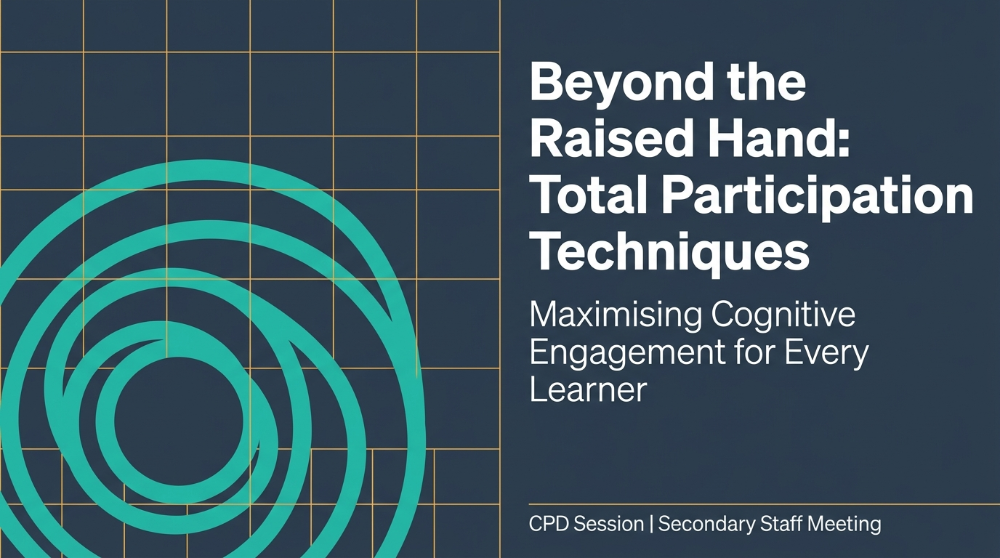 Beyond the
Raised Hand:
Total Participation
Techniques
Maximising Cognitive
Engagement for Every
Learner
CPD Session | Secondary Staff Meeting